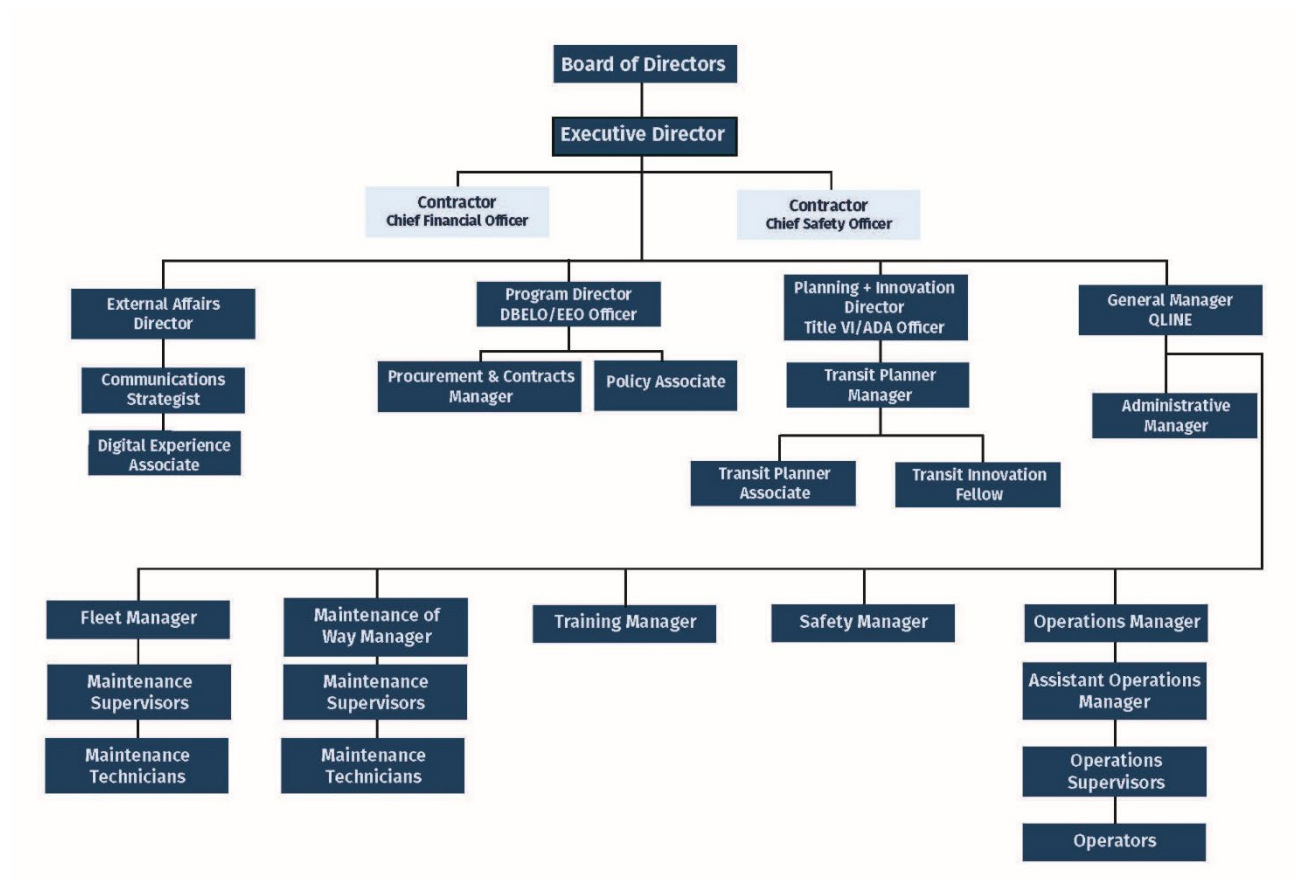 Board of Directors
Executive Director
Contractor
Chief Financial Officer
Contractor
Chief Safety Officer
External Affairs
Director
Program Director
DBELO/EEO Officer
Planning + Innovation
Director
Title VI/ADA Officer
General Manager
QLINE
Communications
Strategist
Procurement & Contracts
Manager
Policy Associate
Transit Planner
Manager
Administrative
Manager
Digital Experience
Associate
Transit Planner
Associate
Transit Innovation
Fellow
Fleet Manager
Maintenance of
Way Manager
Training Manager
Safety Manager
Operations Manager
Maintenance
Supervisors
Maintenance
Supervisors
Assistant Operations
Manager
Maintenance
Technicians
Maintenance
Technicians
Operations
Supervisors
Operators